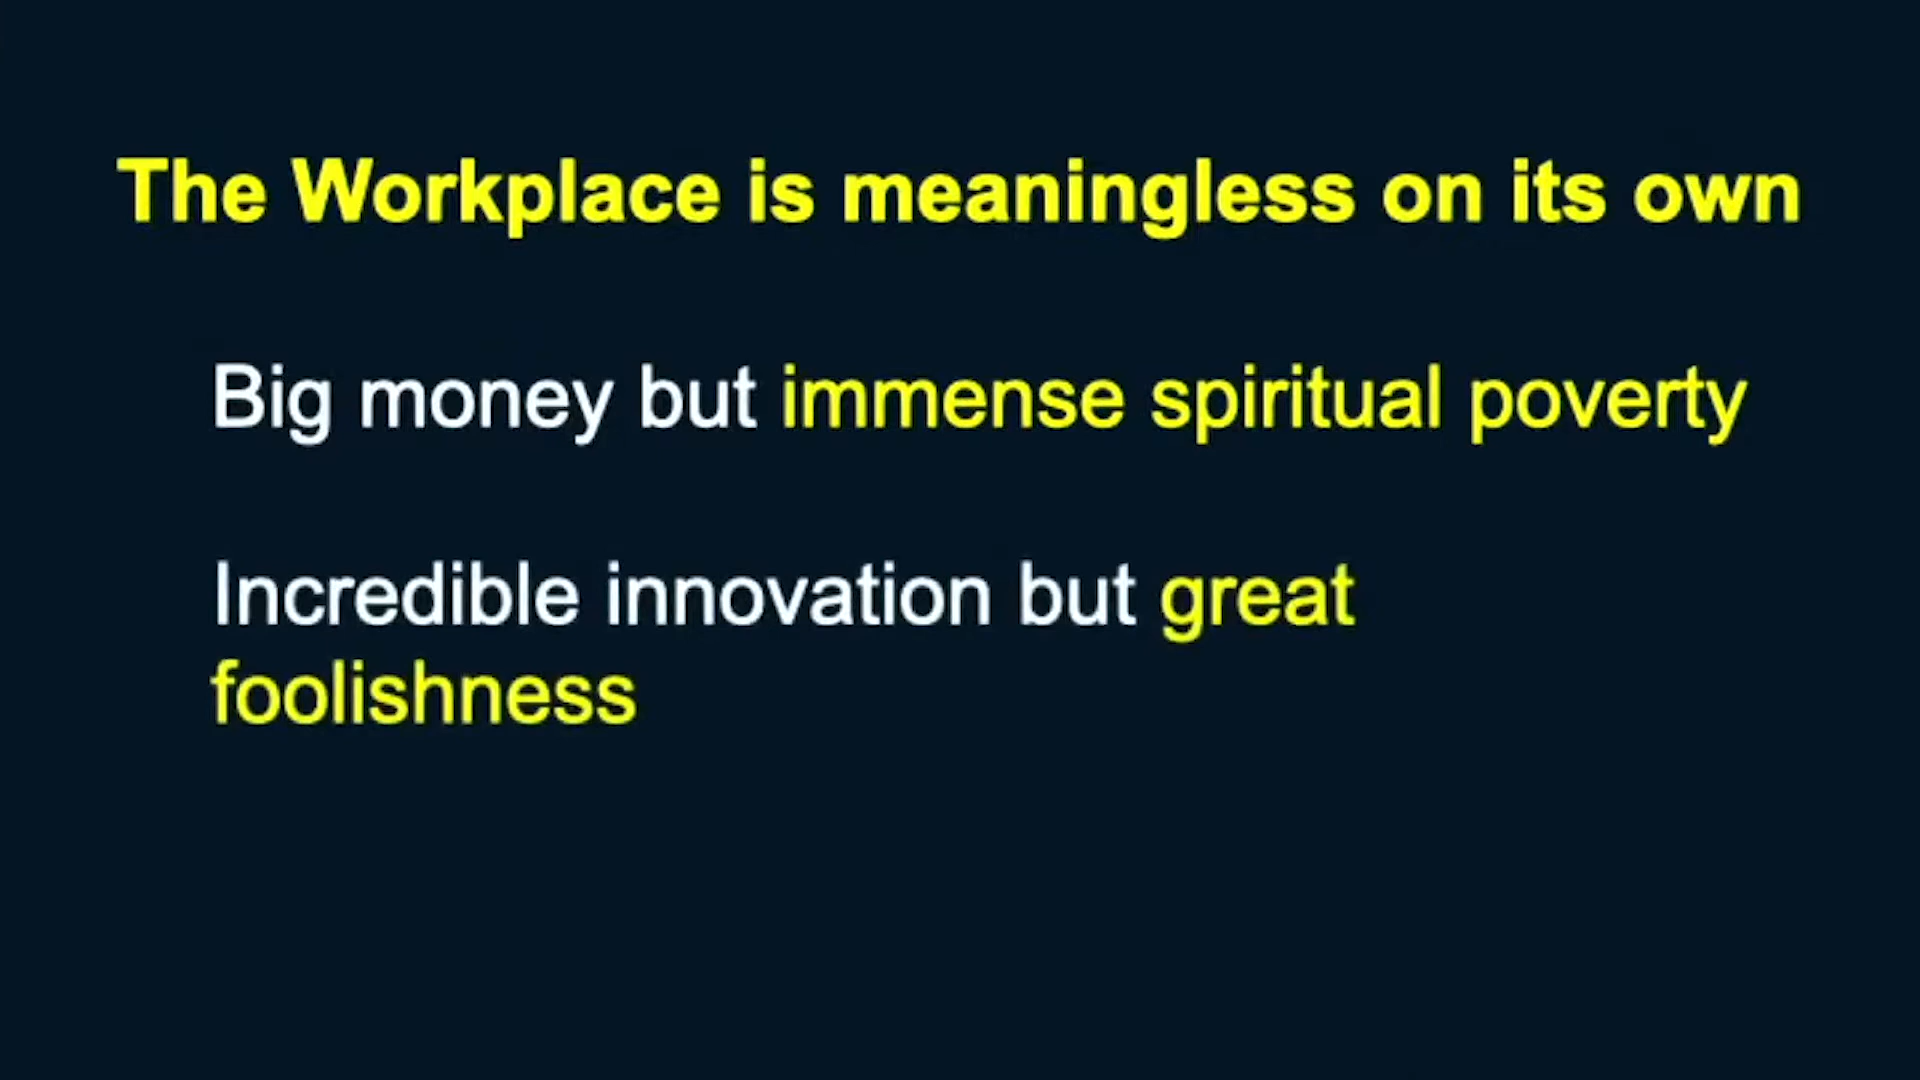 The Workplace is meaningless on its own
Big money but immense spiritual poverty
Incredible innovation but great
foolishness